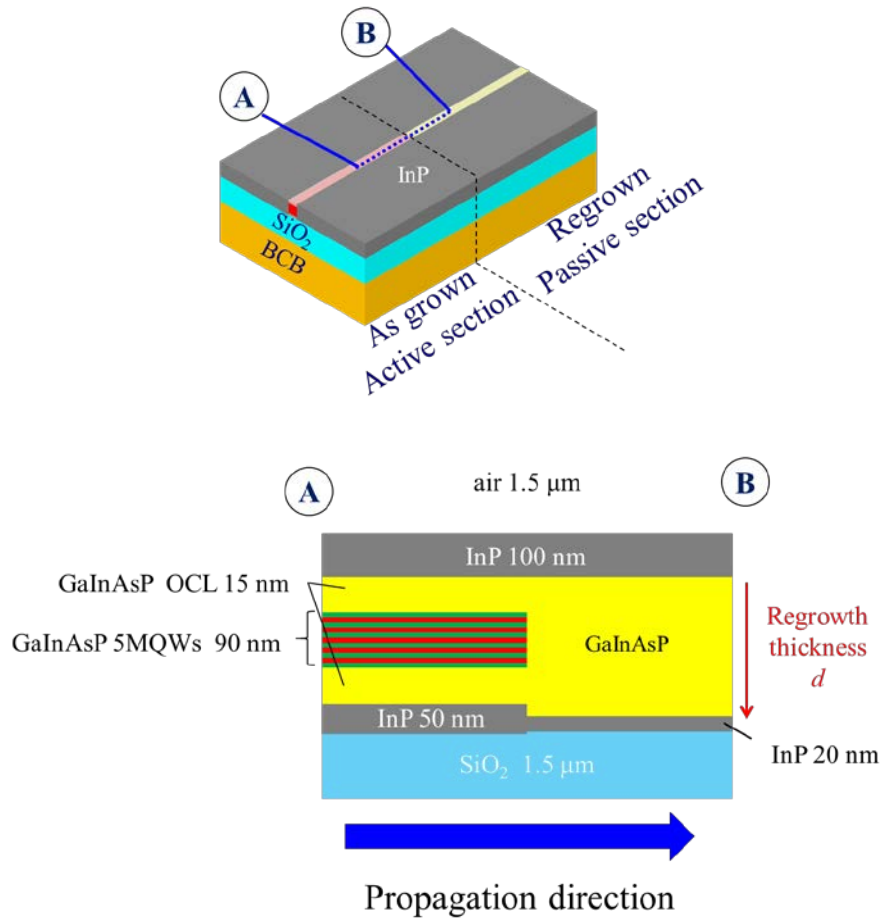 B
A
InP
SiO₂
BCB
As grown
Active section
Regrown
Passive section
A
air 1.5 μm
B
InP 100 nm
GaInAsP OCL 15 nm
GaInAsP 5MQWs 90 nm
GaInAsP
Regrowth
thickness
d
InP 50 nm
InP 20 nm
SiO₂ 1.5 μm
Propagation direction